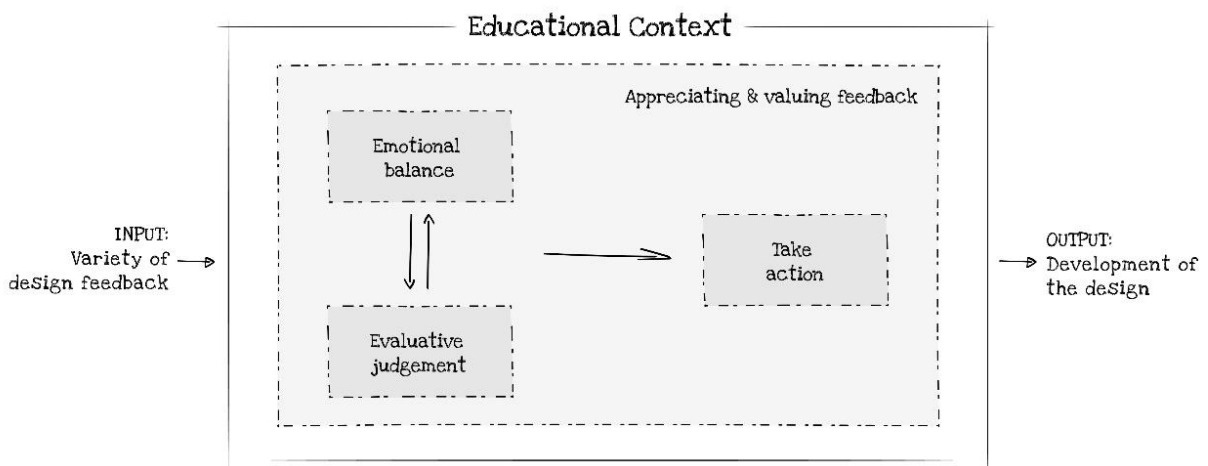 Educational Context
Appreciating & valuing feedback
Emotional
balance
INPUT:
Variety of
design feedback
Take
action
OUTPUT:
Development of
the design
Evaluative
judgement